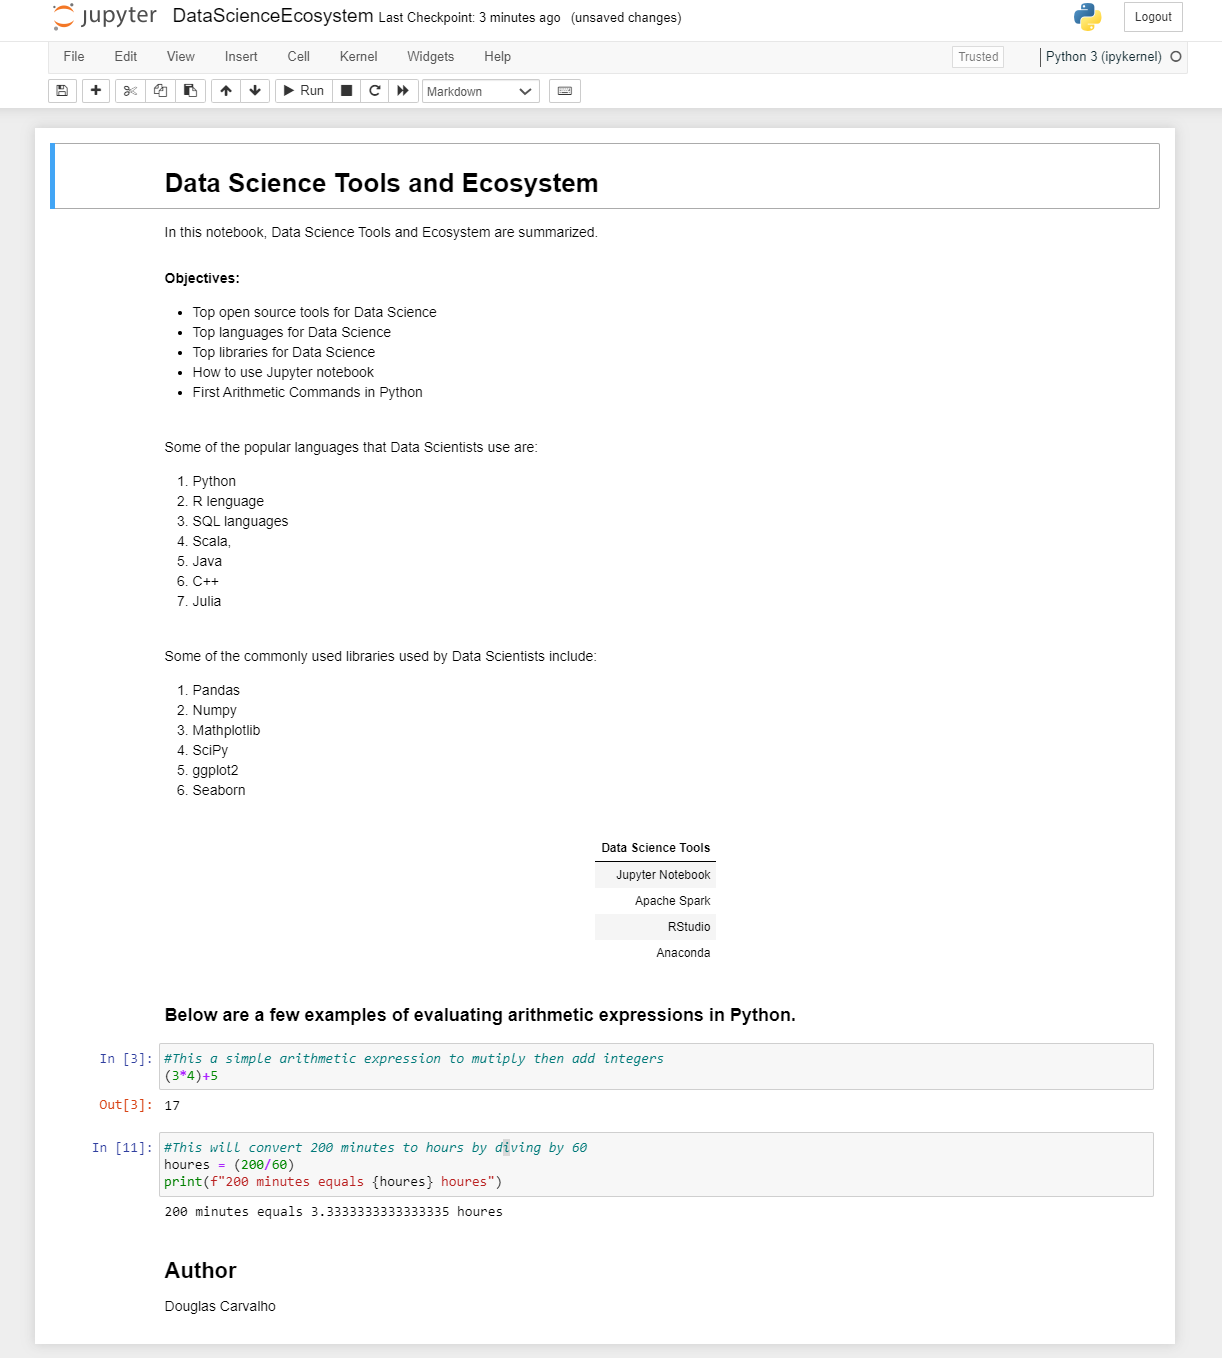 jupyter DataScienceEcosystem Last Checkpoint: 3 minutes ago (unsaved changes) Logout
File Edit View Insert Cell Kernel Widgets Help Trusted Python 3 (ipykernel)
Run Markdown
Data Science Tools and Ecosystem
In this notebook, Data Science Tools and Ecosystem are summarized.
Objectives:
• Top open source tools for Data Science
• Top languages for Data Science
• Top libraries for Data Science
• How to use Jupyter notebook
• First Arithmetic Commands in Python
Some of the popular languages that Data Scientists use are:
1. Python
2. R lenguage
3. SQL languages
4. Scala,
5. Java
6. C++
7. Julia
Some of the commonly used libraries used by Data Scientists include:
1. Pandas
2. Numpy
3. Mathplotlib
4. SciPy
5. ggplot2
6. Seaborn
Data Science Tools
Jupyter Notebook
Apache Spark
RStudio
Anaconda
Below are a few examples of evaluating arithmetic expressions in Python.
In [3]: #This a simple arithmetic expression to mutiply then add integers
(3*4)+5
Out[3]: 17
In [11]: #This will convert 200 minutes to hours by diving by 60
houres = (200/60)
print(f"200 minutes equals {houres} houres")
200 minutes equals 3.3333333333333335 houres
Author
Douglas Carvalho